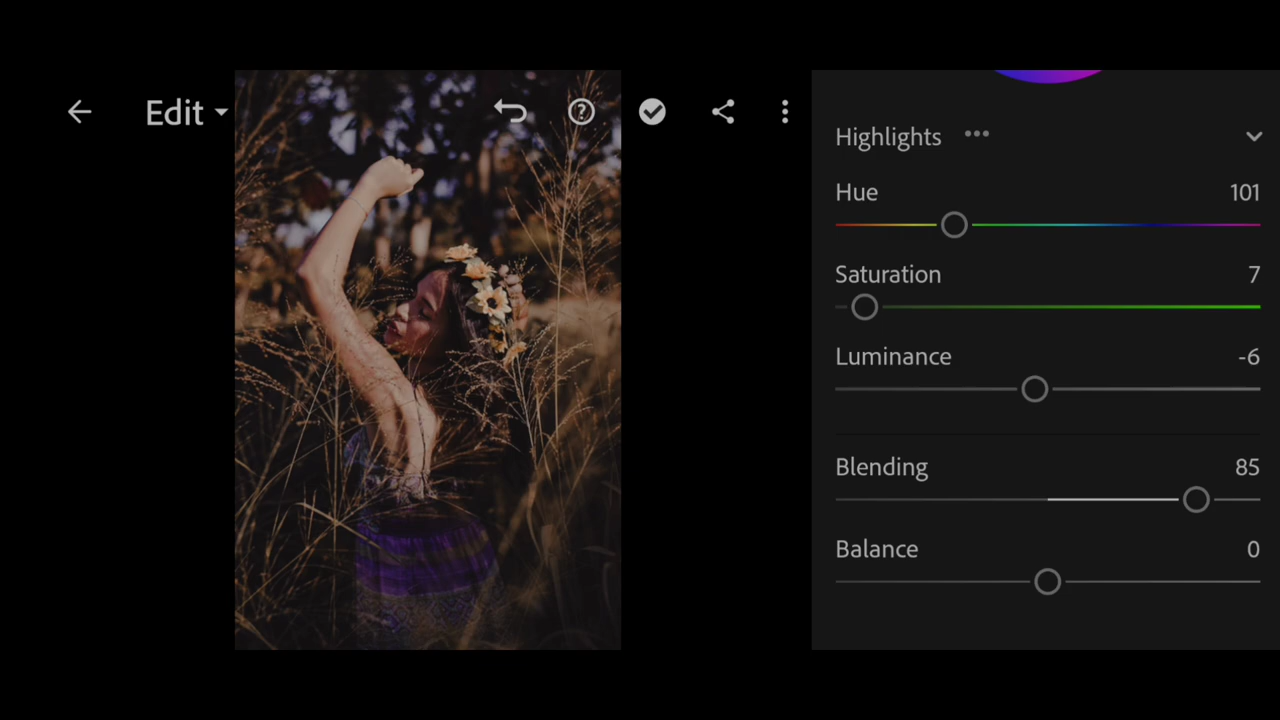 Edit
Highlights
Hue 101
Saturation 7
Luminance -6
Blending 85
Balance 0